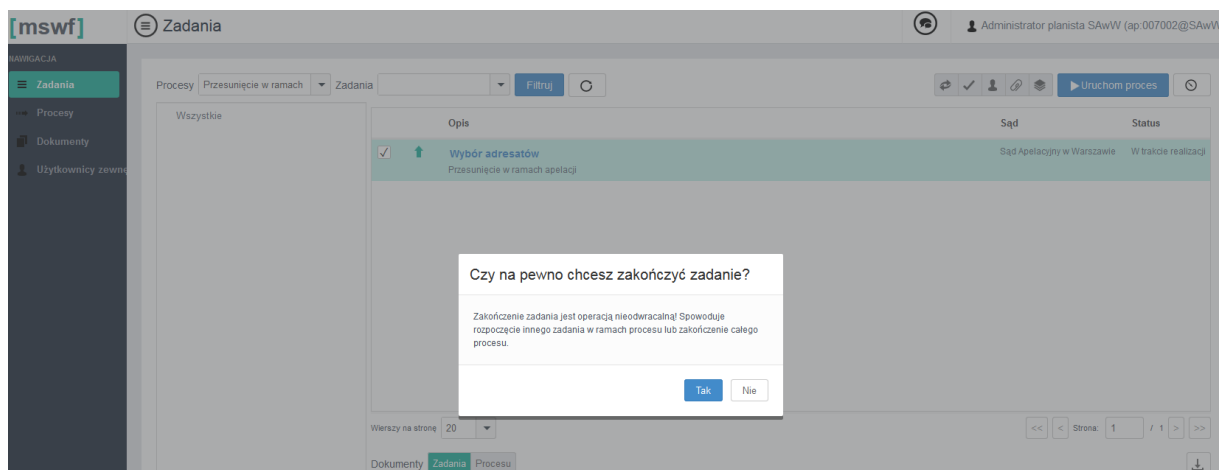 [mswf]
Zadania
Administrator planista SAwW (ap:007002@SAwW
NAWIGACJA
Zadania
Procesy
Dokumenty
Użytkownicy zewnę
Procesy Przesunięcie w ramach Zadania Filtruj Uruchom proces
Wszystkie
Opis Sąd Status
Wybór adresatów Sąd Apelacyjny w Warszawie W trakcie realizacji
Przesunięcie w ramach apelacji
Czy na pewno chcesz zakończyć zadanie?
Zakończenie zadania jest operacją nieodwracalną! Spowoduje
rozpoczęcie innego zadania w ramach procesu lub zakończenie całego
procesu.
Tak Nie
Wierszy na stronę 20 << < Strona: 1 / 1 > >>
Dokumenty Zadania Procesu